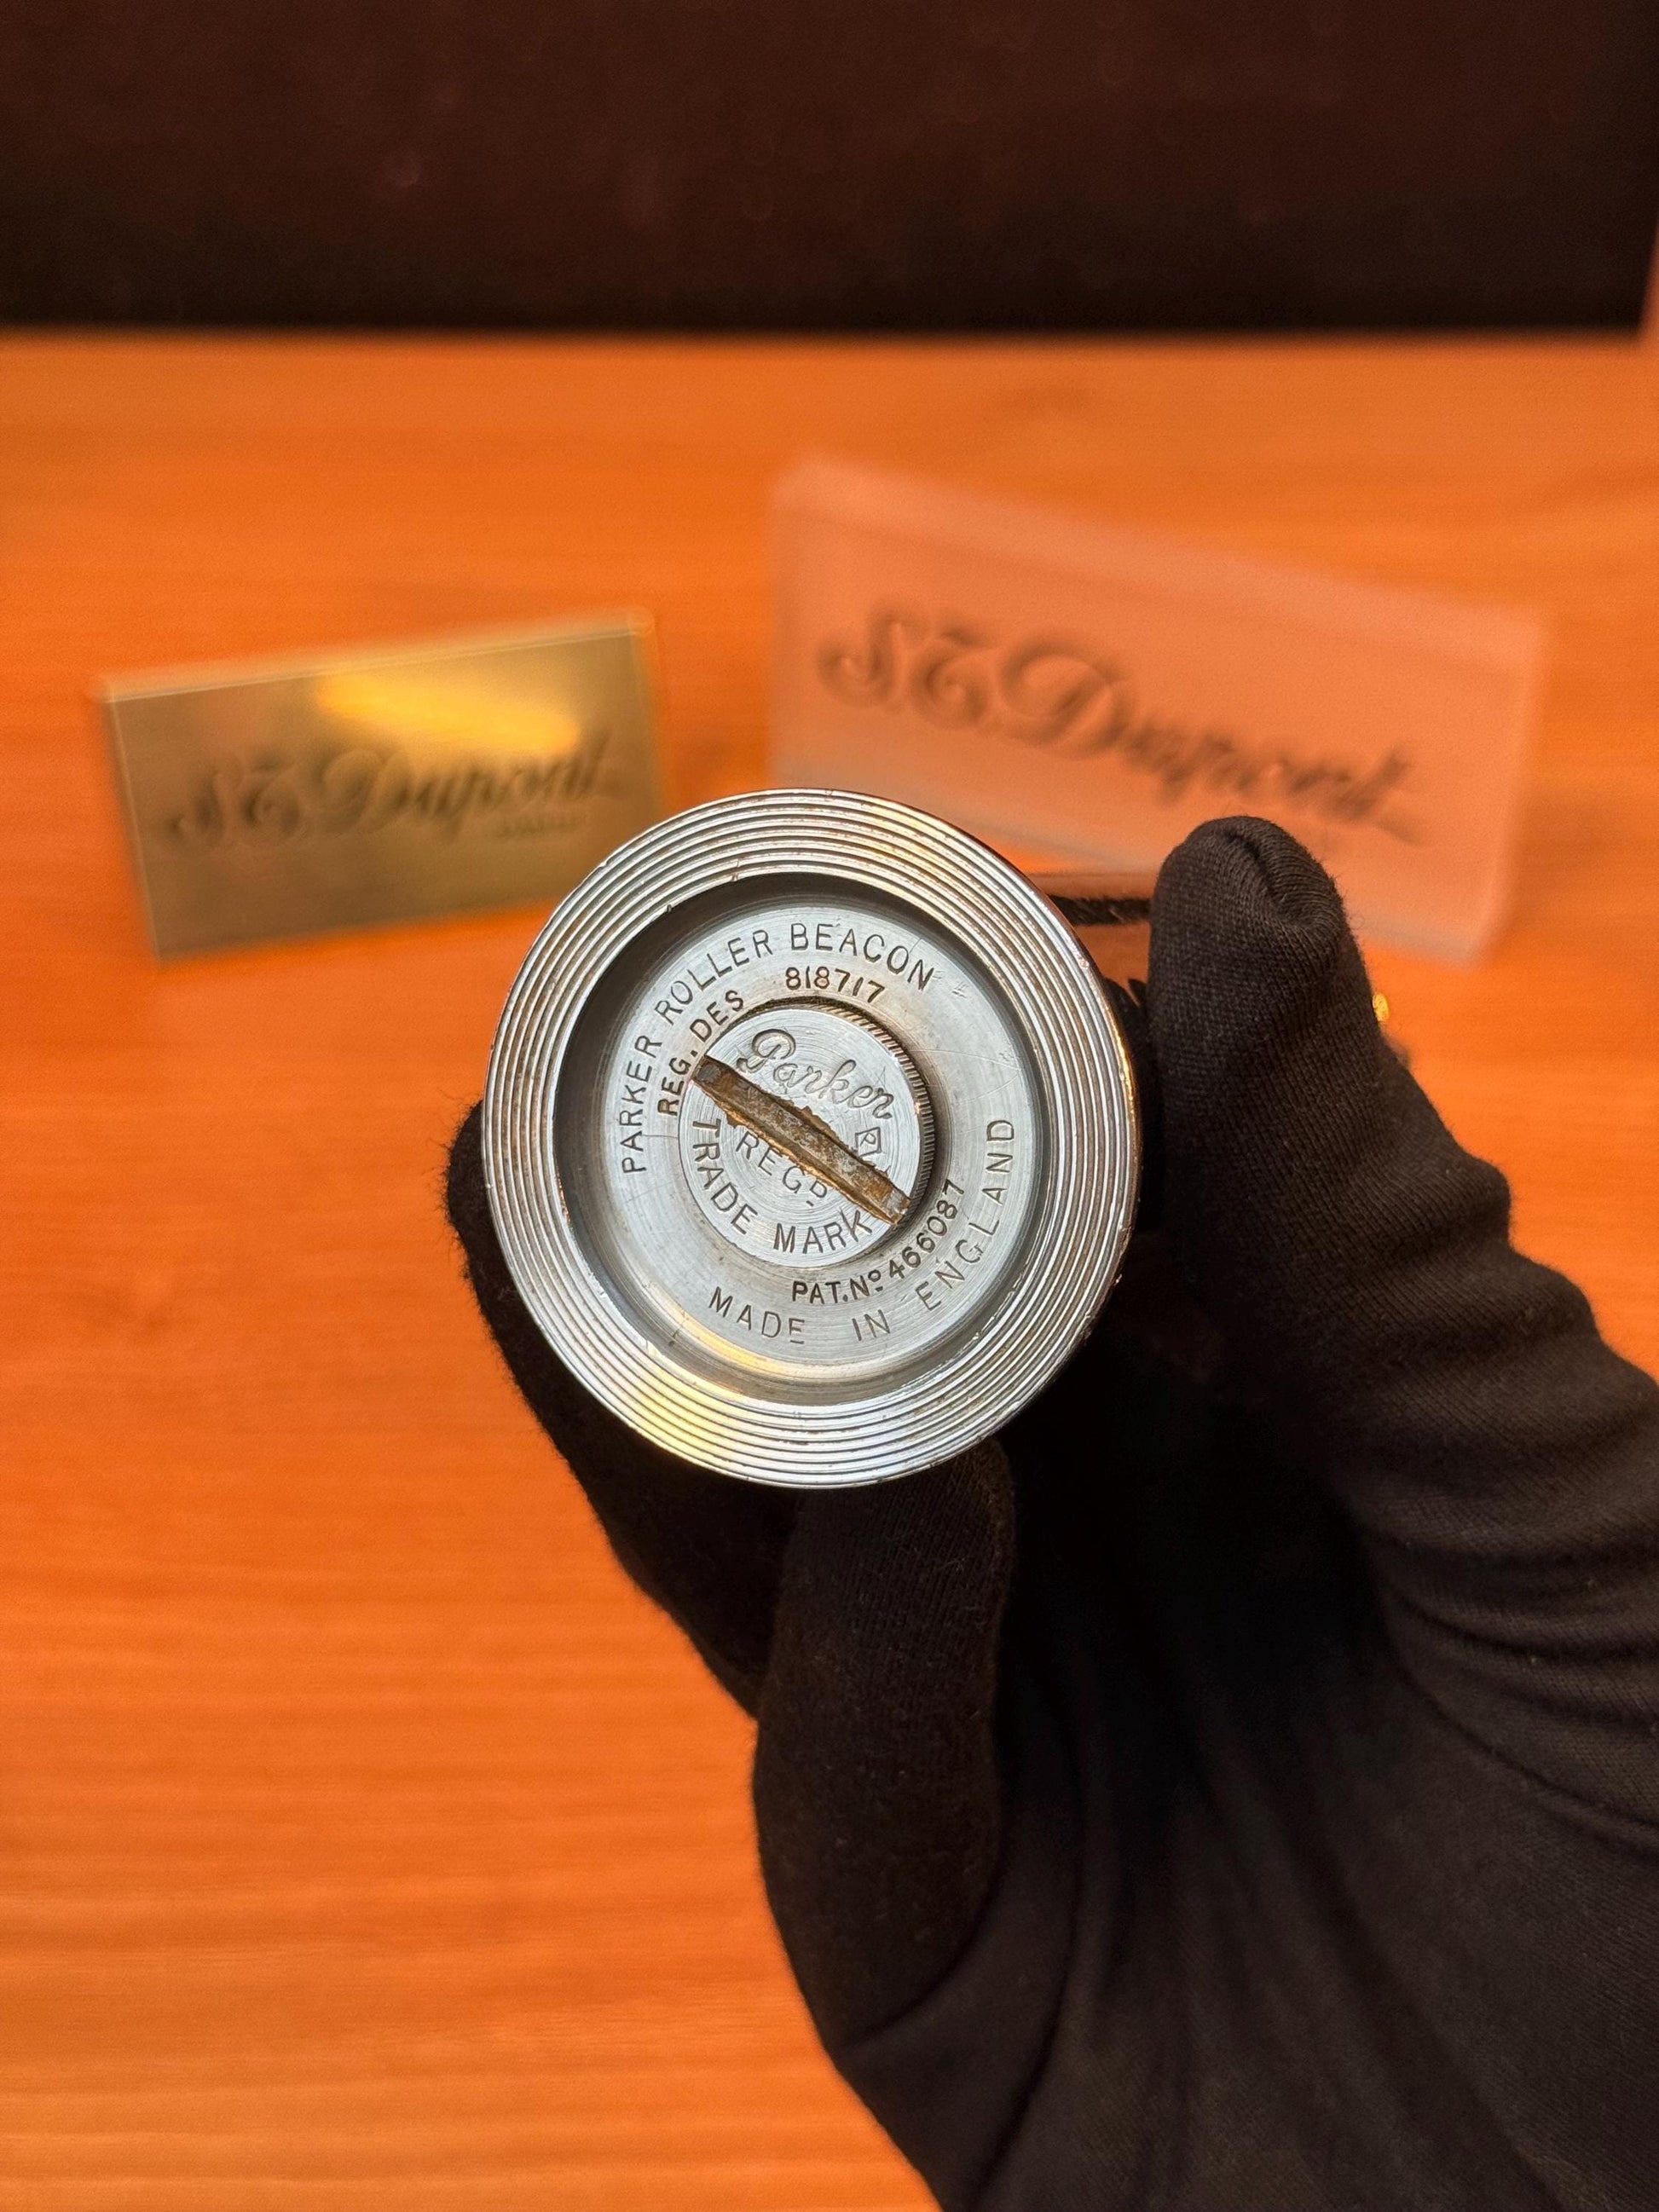 S.T. Dupont
S.T. Dupont
PARKER ROLLER BEACON
REG. DES 818717
Parker
REGD
TRADE MARK
PAT. No 466087
MADE IN ENGLAND